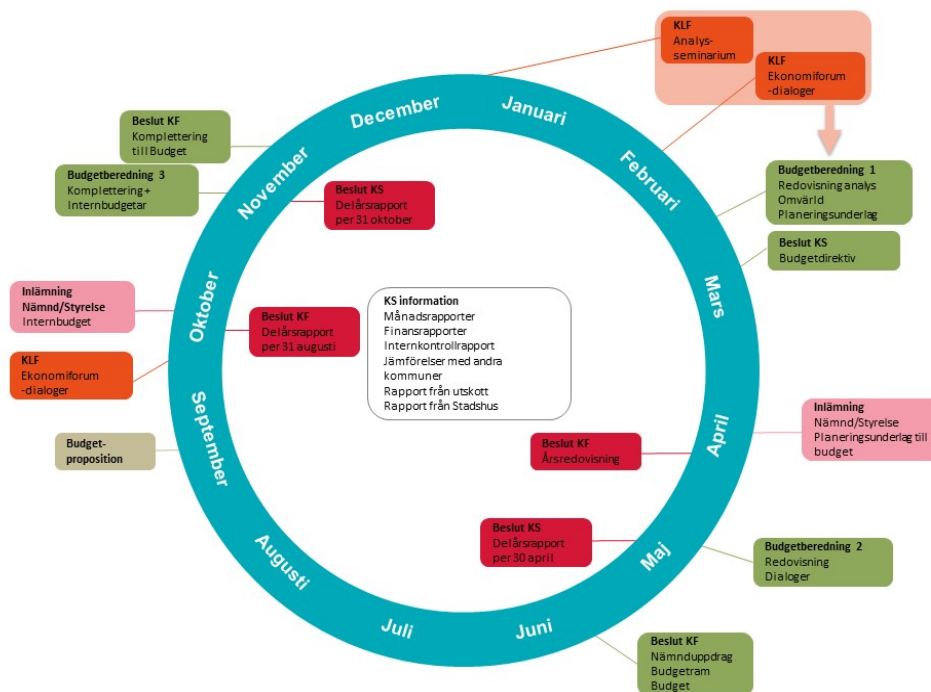 KLF
Analys-
seminarium
KLF
Ekonomiforum
-dialoger
Januari
Februari
Mars
April
Maj
Juni
Juli
Augusti
September
Oktober
November
December
Budgetberedning 1
Redovisning analys
Omvärld
Planeringsunderlag
Beslut KS
Budgetdirektiv
Inlämning
Nämnd/Styrelse
Planeringsunderlag till
budget
Budgetberedning 2
Redovisning
Dialoger
Beslut KF
Nämnduppdrag
Budgetram
Budget
Beslut KF
Komplettering
till Budget
Budgetberedning 3
Komplettering +
Internbudgetar
Inlämning
Nämnd/Styrelse
Internbudget
KLF
Ekonomiforum
-dialoger
Budget-
proposition
Beslut KS
Delårsrapport
per 31 oktober
Beslut KF
Delårsrapport
per 31 augusti
KS information
Månadsrapporter
Finansrapporter
Internkontrollrapport
Jämförelser med andra
kommuner
Rapport från utskott
Rapport från Stadshus
Beslut KF
Årsredovisning
Beslut KS
Delårsrapport
per 30 april